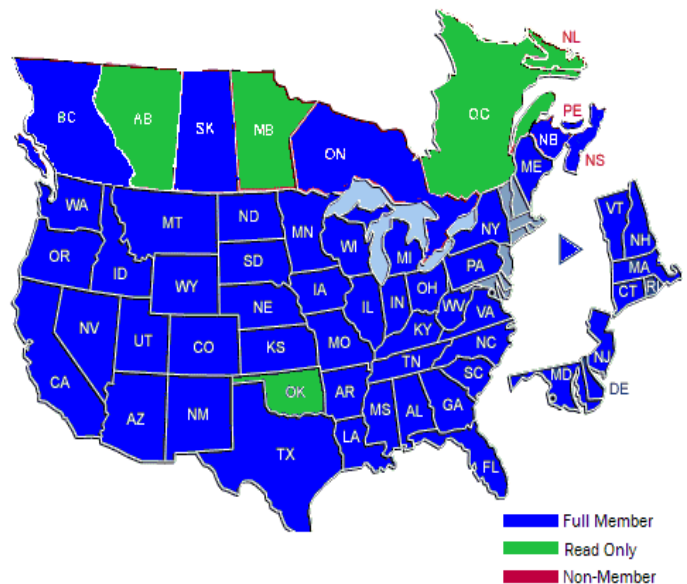 NL
BC
AB
SK
MB
ON
QC
PE
NB
NS
ME
WA
MT
ND
MN
WI
MI
NY
VT
NH
MA
CT
RI
OR
ID
WY
SD
IA
IL
IN
OH
PA
NV
UT
CO
NE
KS
MO
KY
WV
VA
NJ
MD
DE
CA
AZ
NM
OK
AR
TN
NC
SC
MS
AL
GA
TX
LA
FL
Full Member
Read Only
Non-Member